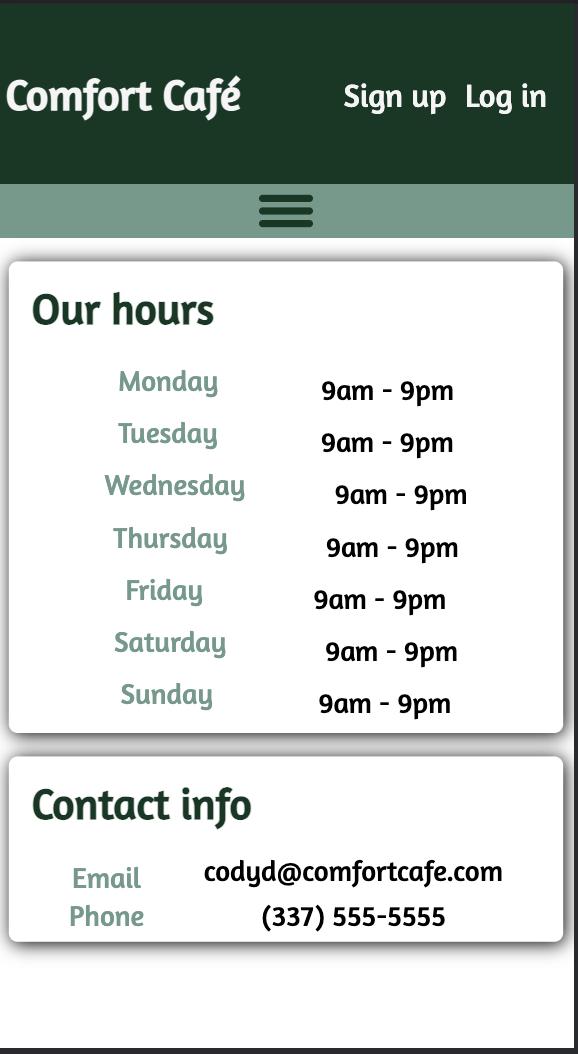 Comfort Café Sign up Log in
Our hours
Monday 9am - 9pm
Tuesday 9am - 9pm
Wednesday 9am - 9pm
Thursday 9am - 9pm
Friday 9am - 9pm
Saturday 9am - 9pm
Sunday 9am - 9pm
Contact info
Email codyd@comfortcafe.com
Phone (337) 555-5555